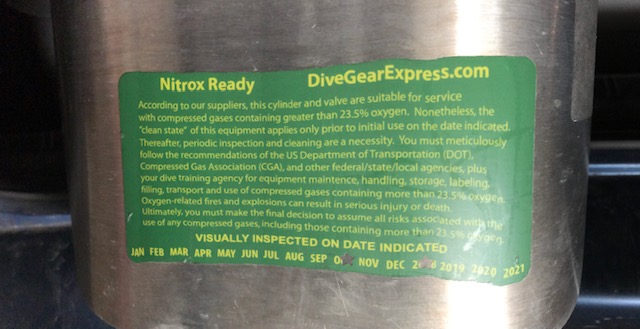 Nitrox Ready DiveGearExpress.com
According to our suppliers, this cylinder and valve are suitable for service
with compressed gases containing greater than 23.5% oxygen. Nonetheless, the
"clean state" of this equipment applies only prior to initial use on the date indicated.
Thereafter, periodic inspection and cleaning are a necessity. You must meticulously
follow the recommendations of the US Department of Transportation (DOT),
Compressed Gas Association (CGA), and other federal/state/local agencies, plus
your dive training agency for equipment maintence, handling, storage, labeling,
filling, transport and use of compressed gases containing more than 23.5% oxygen.
Oxygen-related fires and explosions can result in serious injury or death.
Ultimately, you must make the final decision to assume all risks associated with the
use of any compressed gases, including those containing more than 23.5% oxygen.
VISUALLY INSPECTED ON DATE INDICATED
JAN FEB MAR APR MAY JUN JUL AUG SEP NOV DEC 2019 2020 2021